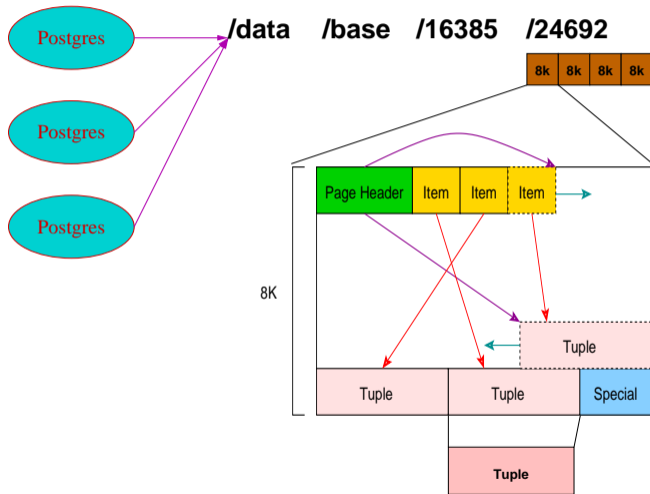 Postgres
Postgres
Postgres
/data /base /16385 /24692
8k 8k 8k 8k
Page Header Item Item Item
8K
Tuple
Tuple Tuple Special
Tuple